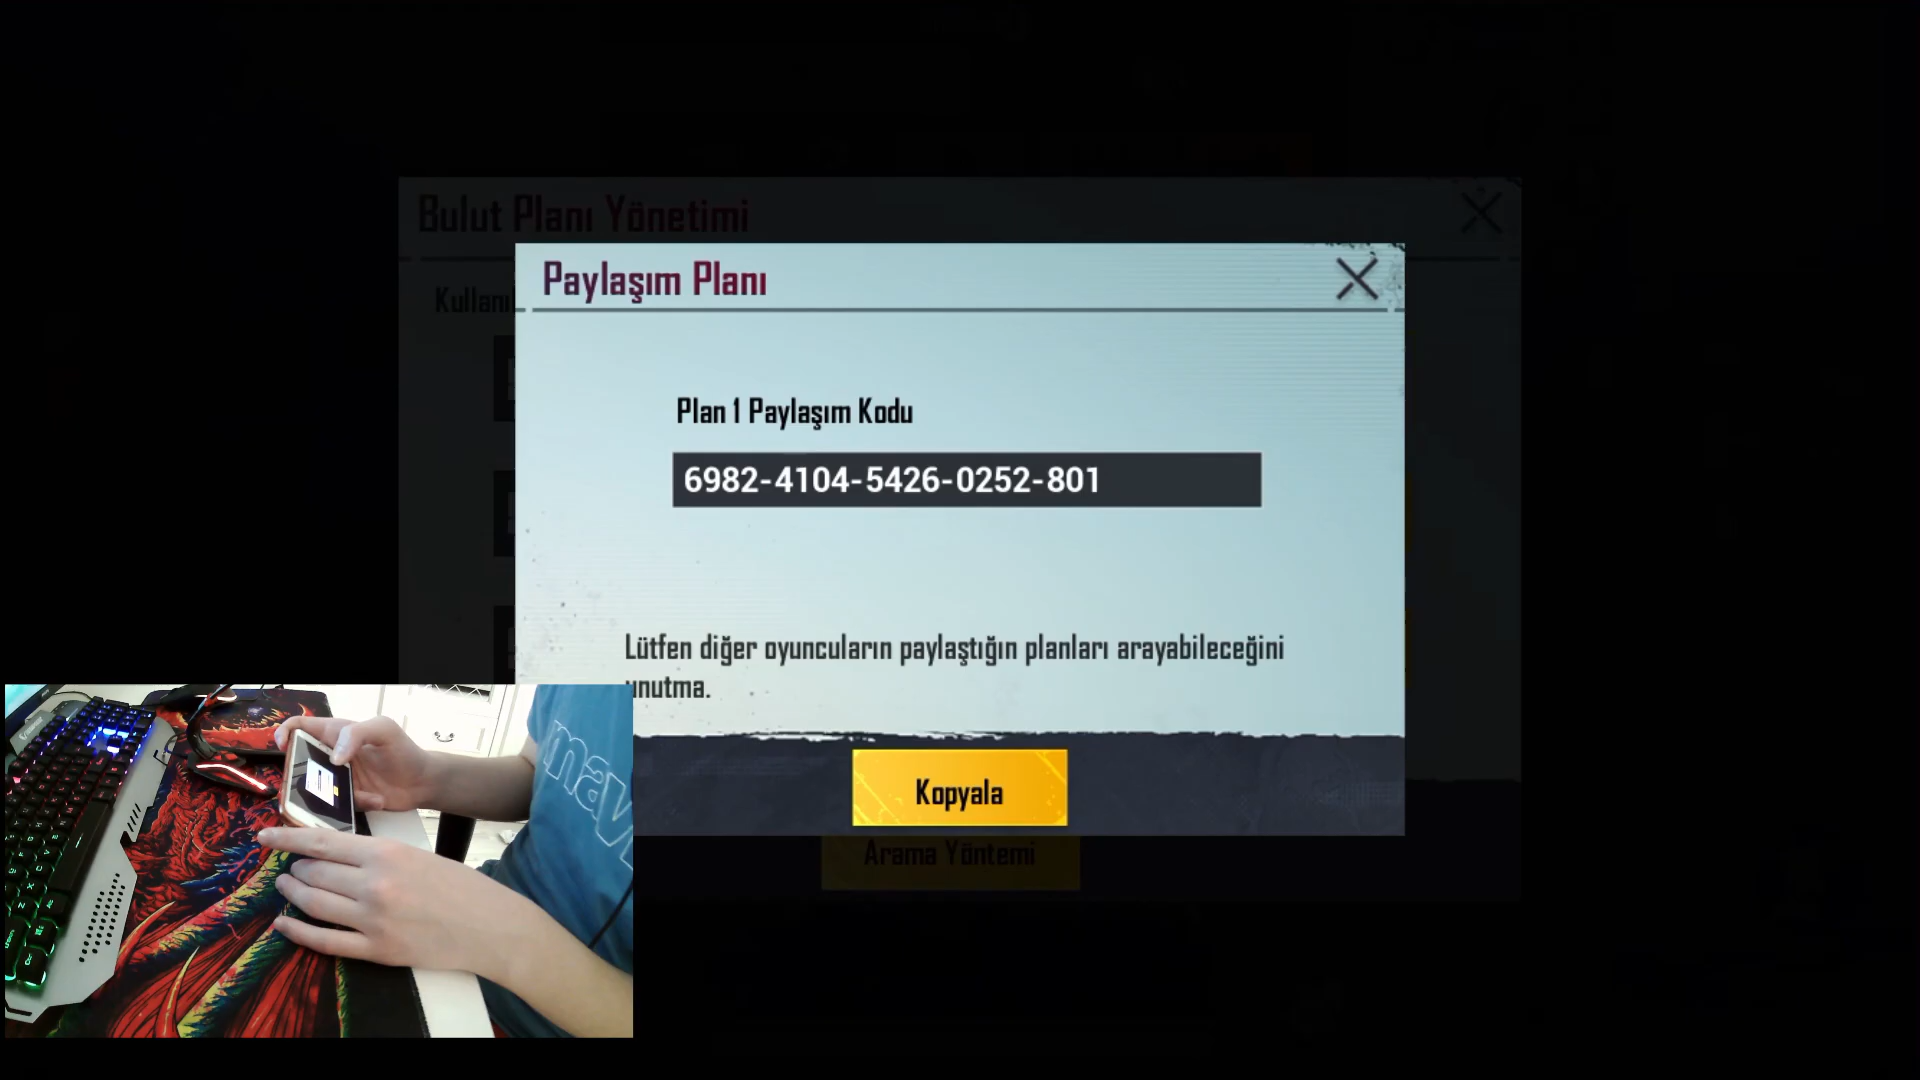 Bulut Planı Yönetimi
Paylaşım Planı
Plan 1 Paylaşım Kodu
6982-4104-5426-0252-801
Lütfen diğer oyuncuların paylaştığın planları arayabileceğini
unutma.
Kopyala
Arama Yöntemi
mavi